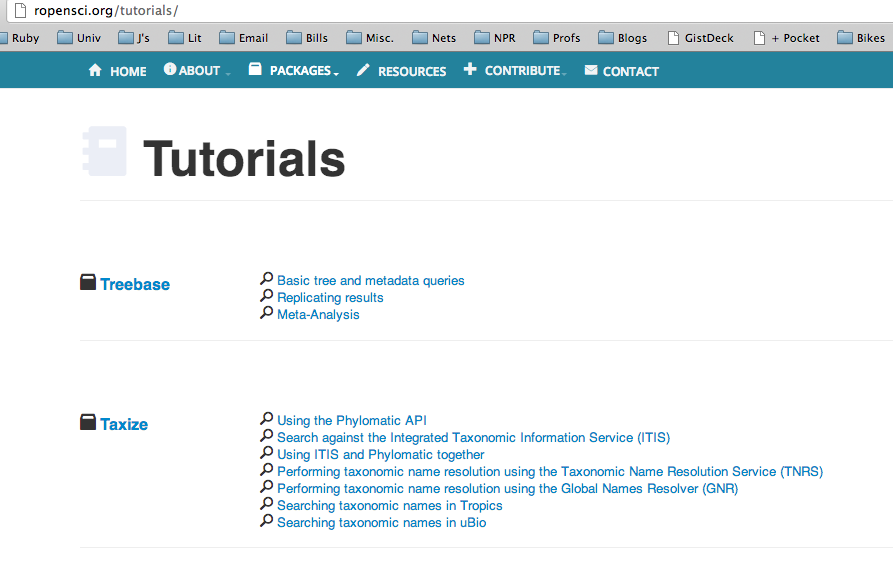 ropensci.org/tutorials/
Ruby Univ J's Lit Email Bills Misc. Nets NPR Profs Blogs GistDeck + Pocket Bikes
HOME ABOUT PACKAGES RESOURCES CONTRIBUTE CONTACT
Tutorials
Treebase
Basic tree and metadata queries
Replicating results
Meta-Analysis
Taxize
Using the Phylomatic API
Search against the Integrated Taxonomic Information Service (ITIS)
Using ITIS and Phylomatic together
Performing taxonomic name resolution using the Taxonomic Name Resolution Service (TNRS)
Performing taxonomic name resolution using the Global Names Resolver (GNR)
Searching taxonomic names in Tropics
Searching taxonomic names in uBio